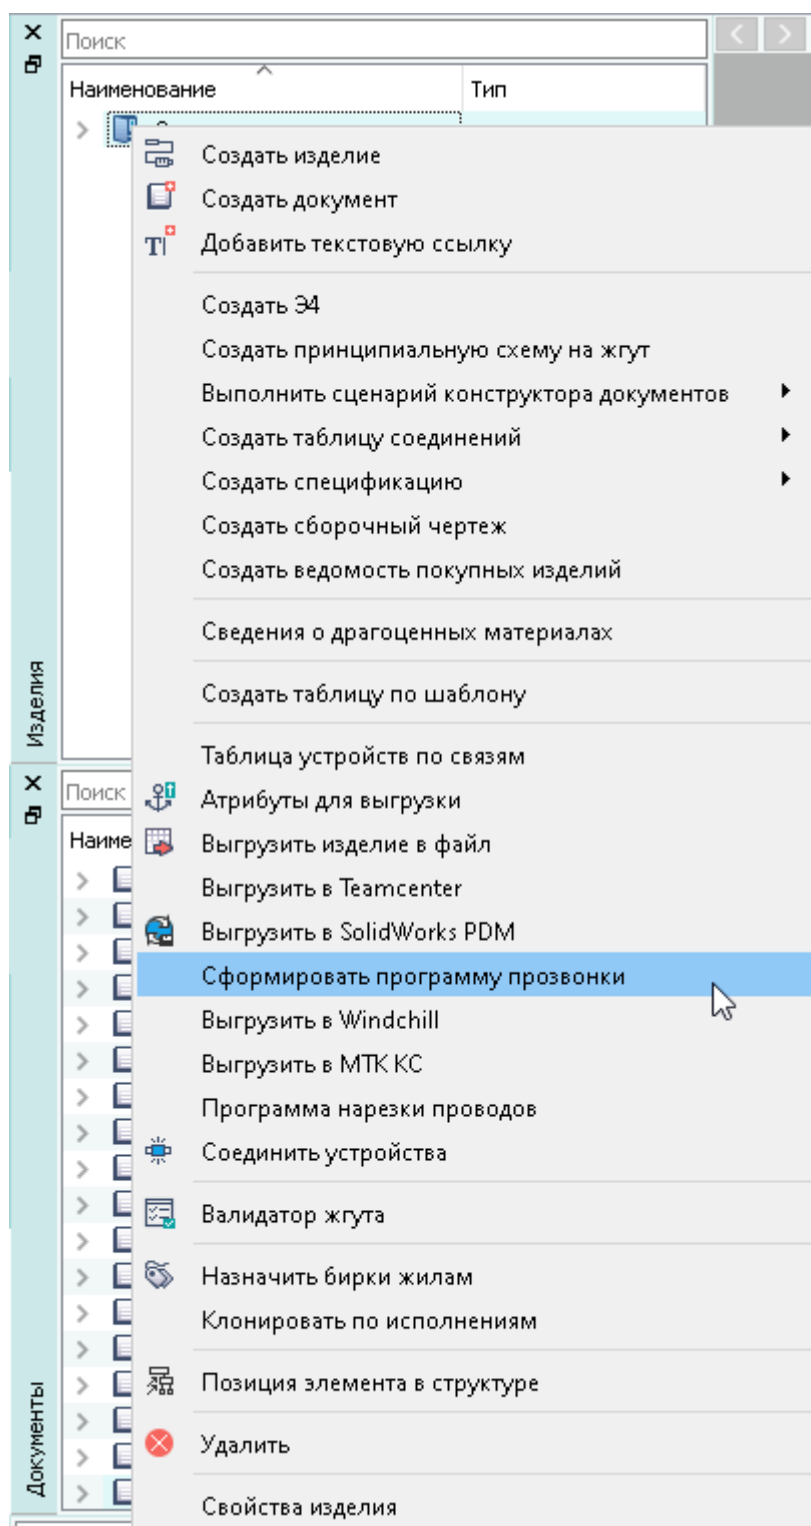 Поиск
Наименование
Тип
Создать изделие
Создать документ
Добавить текстовую ссылку
Создать Э4
Создать принципиальную схему на жгут
Выполнить сценарий конструктора документов
Создать таблицу соединений
Создать спецификацию
Создать сборочный чертеж
Создать ведомость покупных изделий
Сведения о драгоценных материалах
Изделия
Создать таблицу по шаблону
Таблица устройств по связям
Поиск
Атрибуты для выгрузки
Наиме
Выгрузить изделие в файл
Выгрузить в Teamcenter
Выгрузить в SolidWorks PDM
Сформировать программу прозвонки
Выгрузить в Windchill
Выгрузить в МТК КС
Программа нарезки проводов
Соединить устройства
Валидатор жгута
Назначить бирки жилам
Клонировать по исполнениям
Позиция элемента в структуре
Документы
Удалить
Свойства изделия